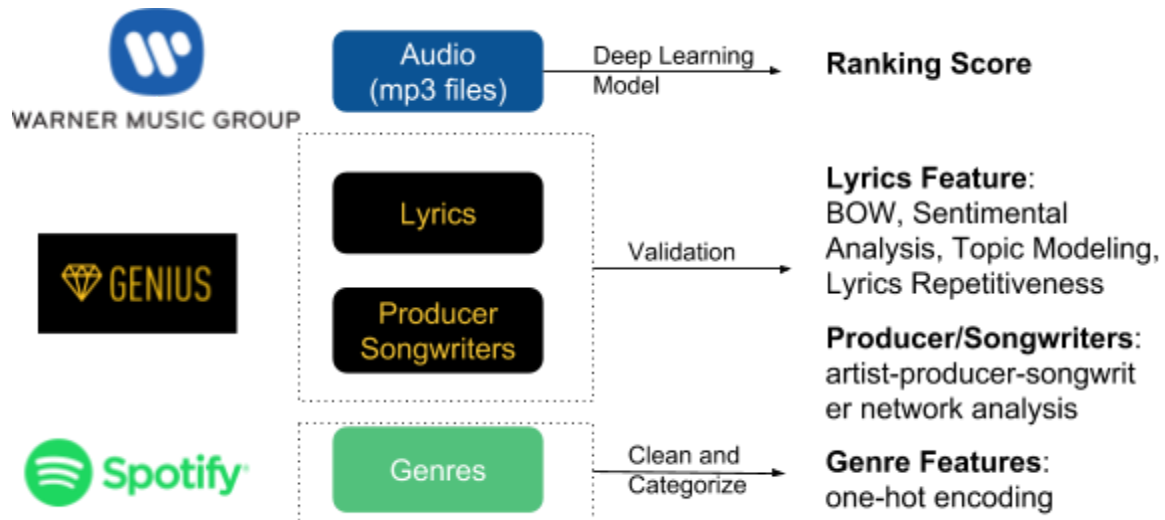 WARNER MUSIC GROUP
Audio
(mp3 files)
Deep Learning
Model
Ranking Score
GENIUS
Lyrics
Producer
Songwriters
Validation
Lyrics Feature:
BOW, Sentimental
Analysis, Topic Modeling,
Lyrics Repetitiveness
Producer/Songwriters:
artist-producer-songwrit
er network analysis
Spotify
Genres
Clean and
Categorize
Genre Features:
one-hot encoding